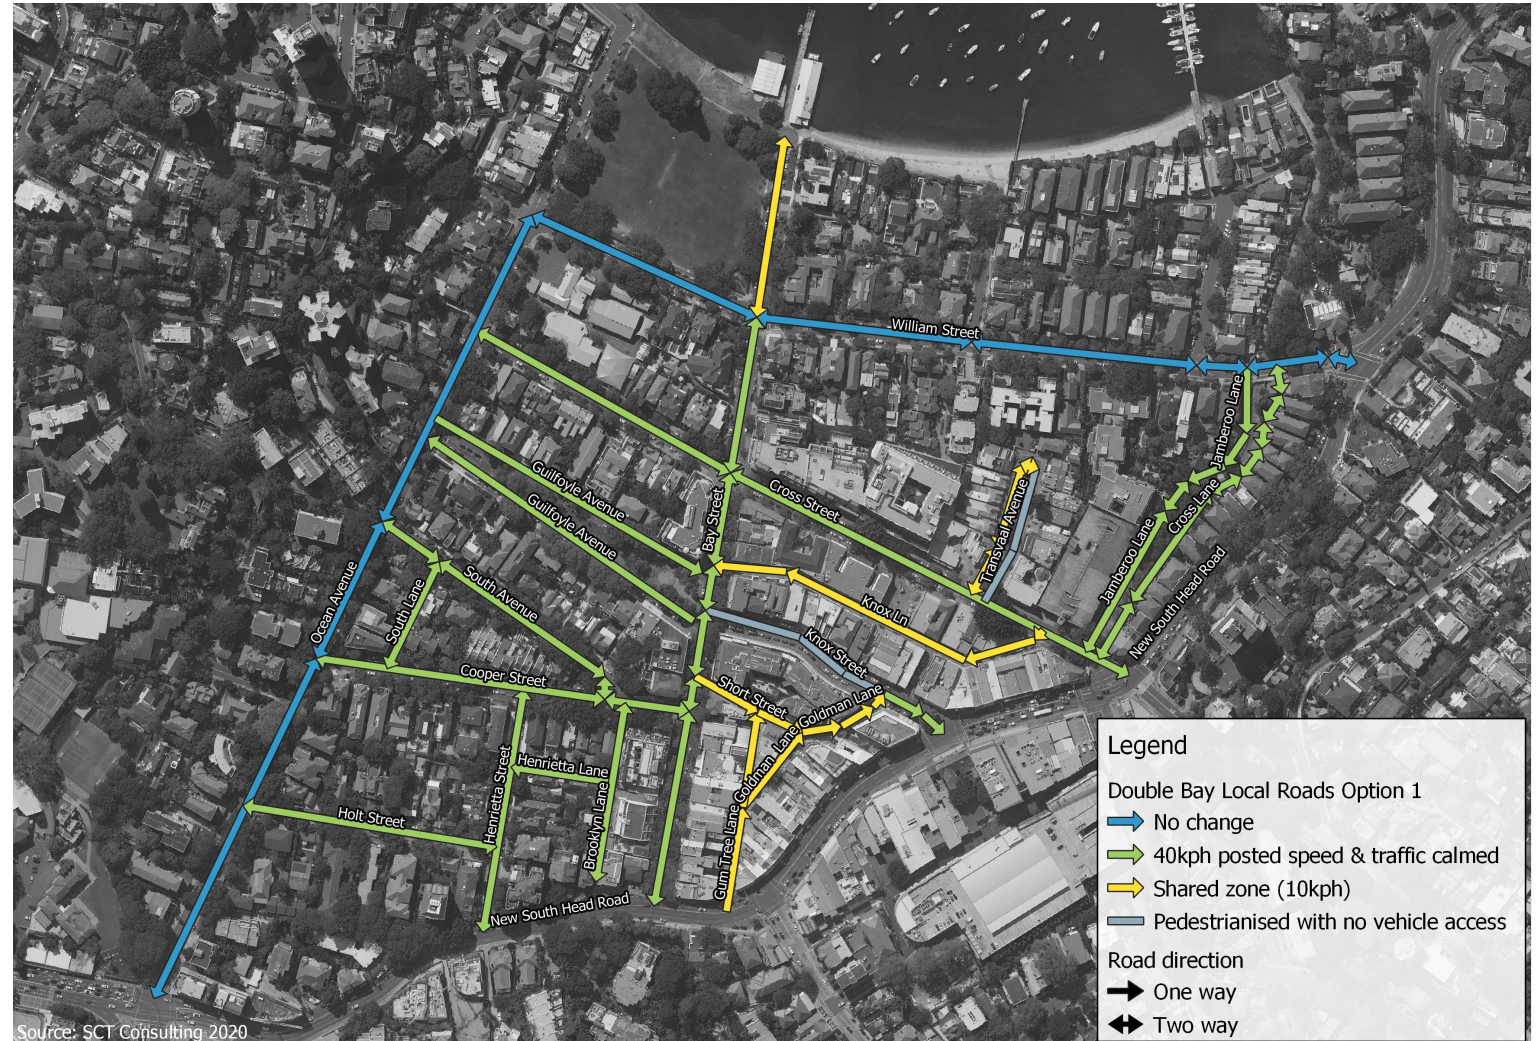 William Street
Jamberoo Lane
Guilfoyle Avenue
Guilfoyle Avenue
Bay Street
Cross Street
Transvaal Avenue
Cross Lane
Jamberoo Lane
New South Head Road
Ocean Avenue
South Lane
South Avenue
Knox Ln
Knox Street
Cooper Street
Short Street
Goldman Lane
Goldman Lane
Henrietta Street
Henrietta Lane
Brooklyn Lane
Holt Street
Gum Tree Lane
New South Head Road
Legend
Double Bay Local Roads Option 1
No change
40kph posted speed & traffic calmed
Shared zone (10kph)
Pedestrianised with no vehicle access
Road direction
One way
Two way
Source: SCT Consulting 2020